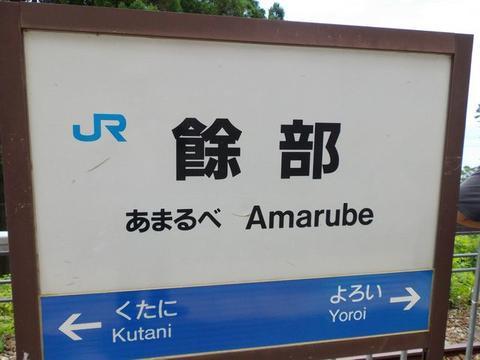 JR
餘部
あまるべ Amarube
くたに
Kutani
よろい
Yoroi